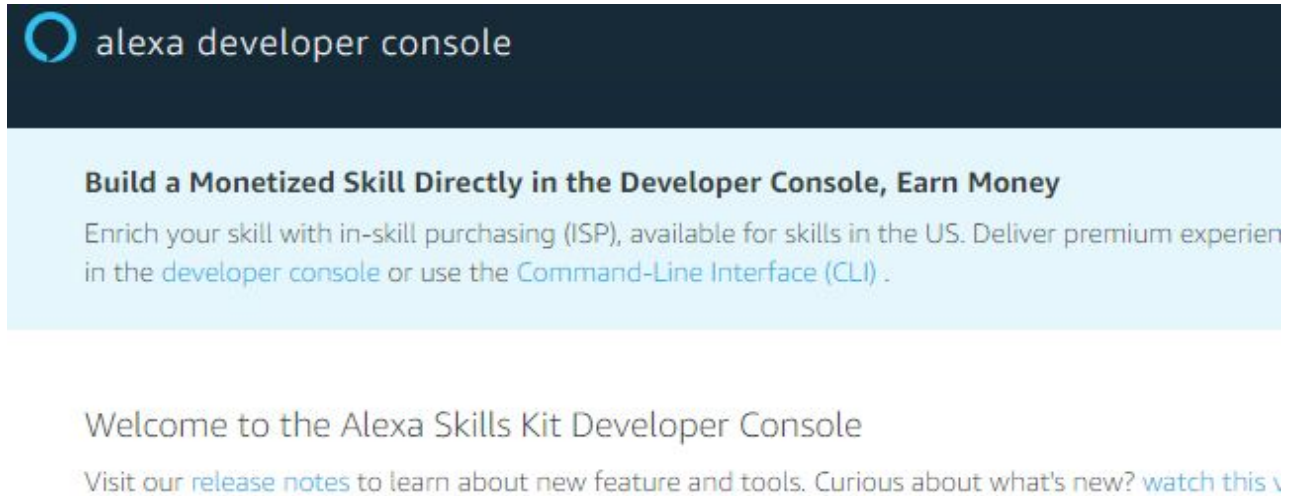 alexa developer console
Build a Monetized Skill Directly in the Developer Console, Earn Money
Enrich your skill with in-skill purchasing (ISP), available for skills in the US. Deliver premium
in the developer console or use the Command-Line Interface (CLI) .
Welcome to the Alexa Skills Kit Developer Console
Visit our release notes to learn about new feature and tools. Curious about what's new? watch this